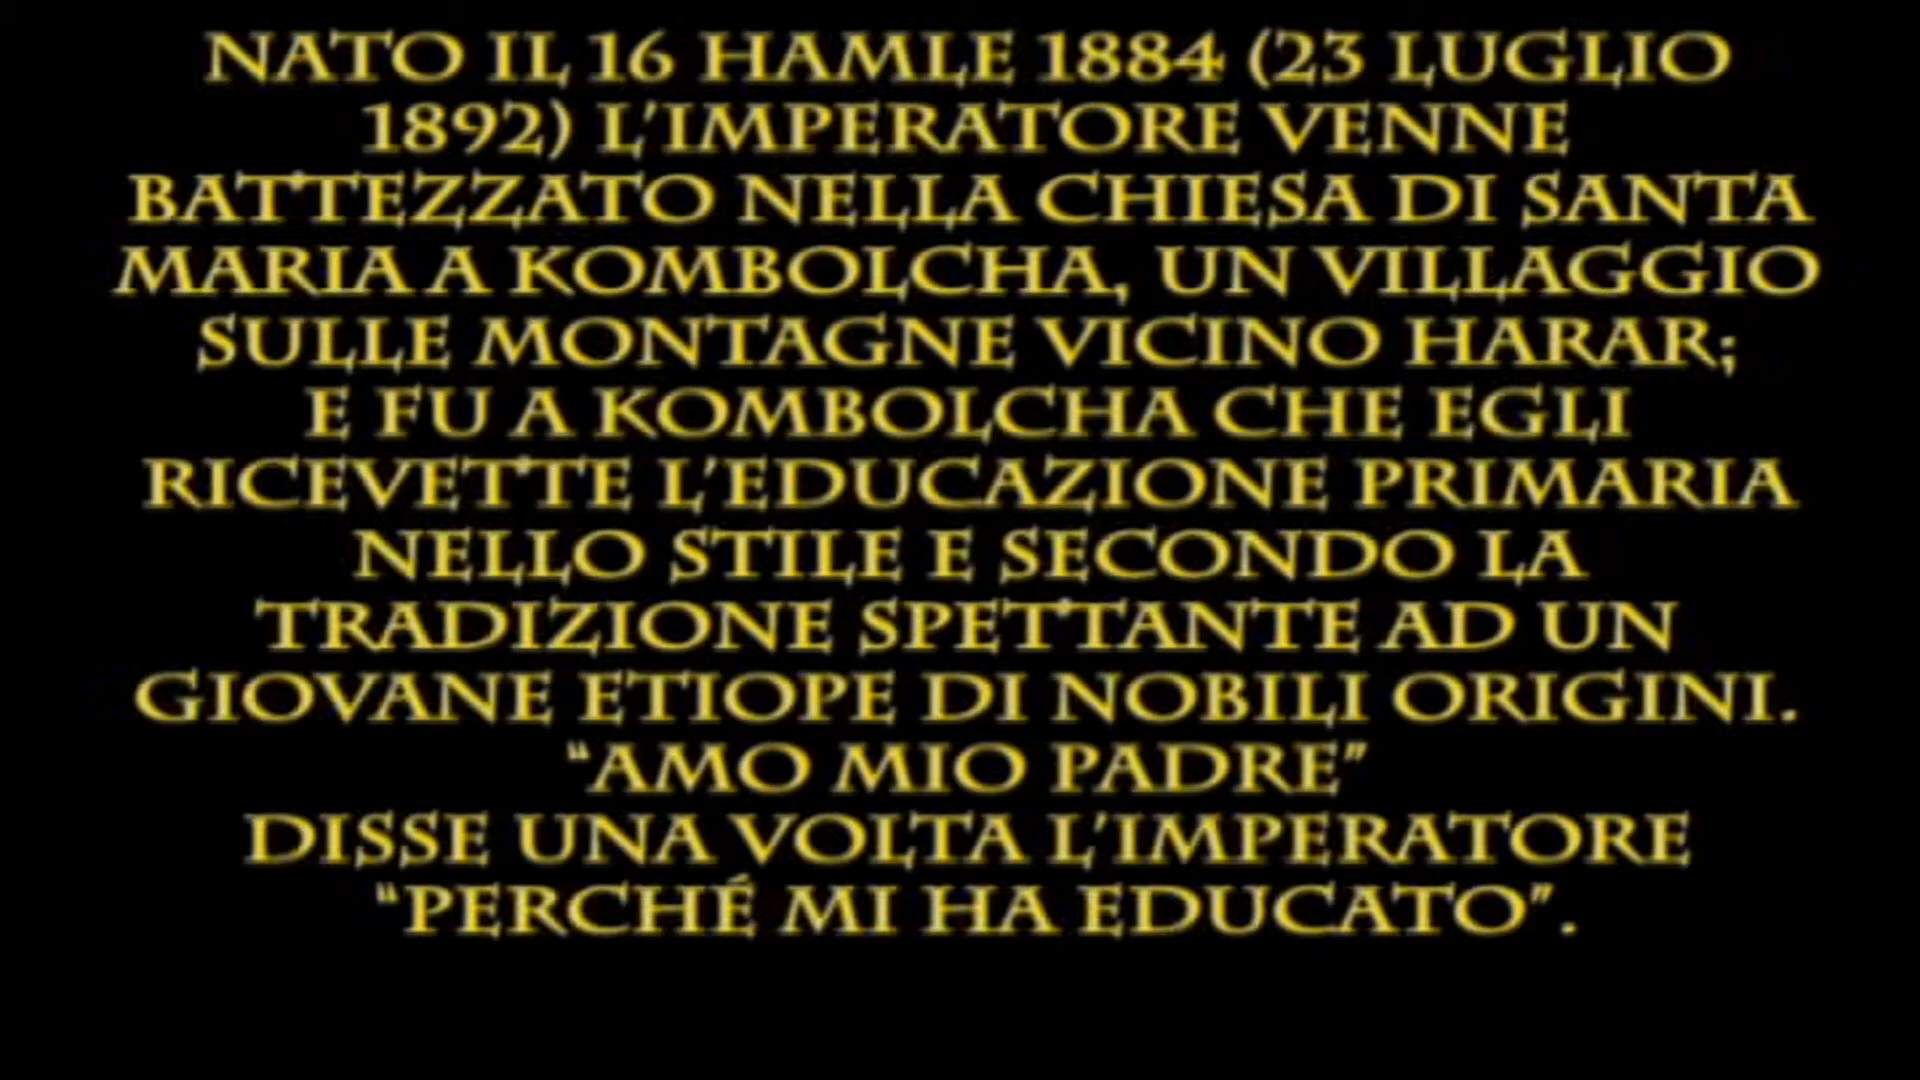 NATO IL 16 HAMLE 1884 (23 LUGLIO
1892) L'IMPERATORE VENNE
BATTEZZATO NELLA CHIESA DI SANTA
MARIA A KOMBOLCHA, UN VILLAGGIO
SULLE MONTAGNE VICINO HARAR;
E FU A KOMBOLCHA CHE EGLI
RICEVETTE L'EDUCAZIONE PRIMARIA
NELLO STILE E SECONDO LA
TRADIZIONE SPETTANTE AD UN
GIOVANE ETIOPE DI NOBILI ORIGINI.
“AMO MIO PADRE”
DISSE UNA VOLTA L'IMPERATORE
“PERCHÉ MI HA EDUCATO”.